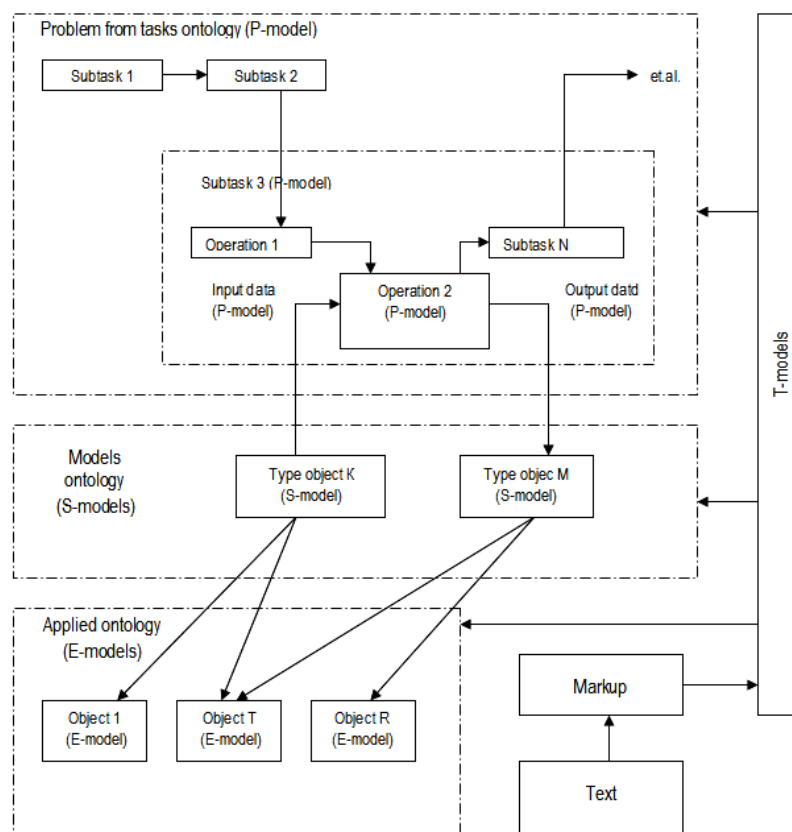 Problem from tasks ontology (P-model)
Subtask 1
Subtask 2
et.al.
Subtask 3 (P-model)
Operation 1
Subtask N
Input data
(P-model)
Operation 2
(P-model)
Output datd
(P-model)
T-models
Models
ontology
(S-models)
Type object K
(S-model)
Type objec M
(S-model)
Applied ontology
(E-models)
Object 1
(E-model)
Object T
(E-model)
Object R
(E-model)
Markup
Text